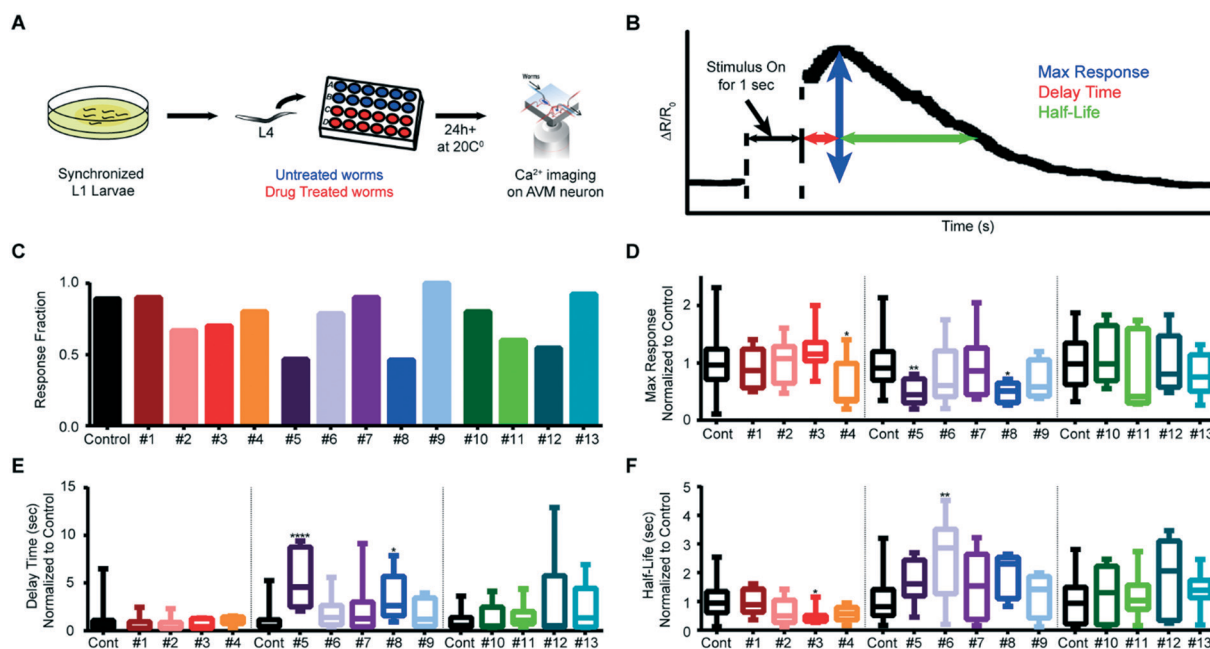 A
Synchronized
L1 Larvae
L4
A
B
C
D
Untreated worms
Drug Treated worms
24h+
at 20C⁰
Worms
Ca²⁺ imaging
on AVM neuron
B
ΔR/R₀
Stimulus On
for 1 sec
Max Response
Delay Time
Half-Life
Time (s)
C
Response Fraction
1.0
0.5
0.0
Control #1 #2 #3 #4 #5 #6 #7 #8 #9 #10 #11 #12 #13
D
Max Response
Normalized to Control
2
1
0
* ** *
Cont #1 #2 #3 #4 Cont #5 #6 #7 #8 #9 Cont #10 #11 #12 #13
E
Delay Time (sec)
Normalized to Control
15
10
5
0
**** *
Cont #1 #2 #3 #4 Cont #5 #6 #7 #8 #9 Cont #10 #11 #12 #13
F
Half-Life (sec)
Normalized to Control
5
4
3
2
1
0
* **
Cont #1 #2 #3 #4 Cont #5 #6 #7 #8 #9 Cont #10 #11 #12 #13